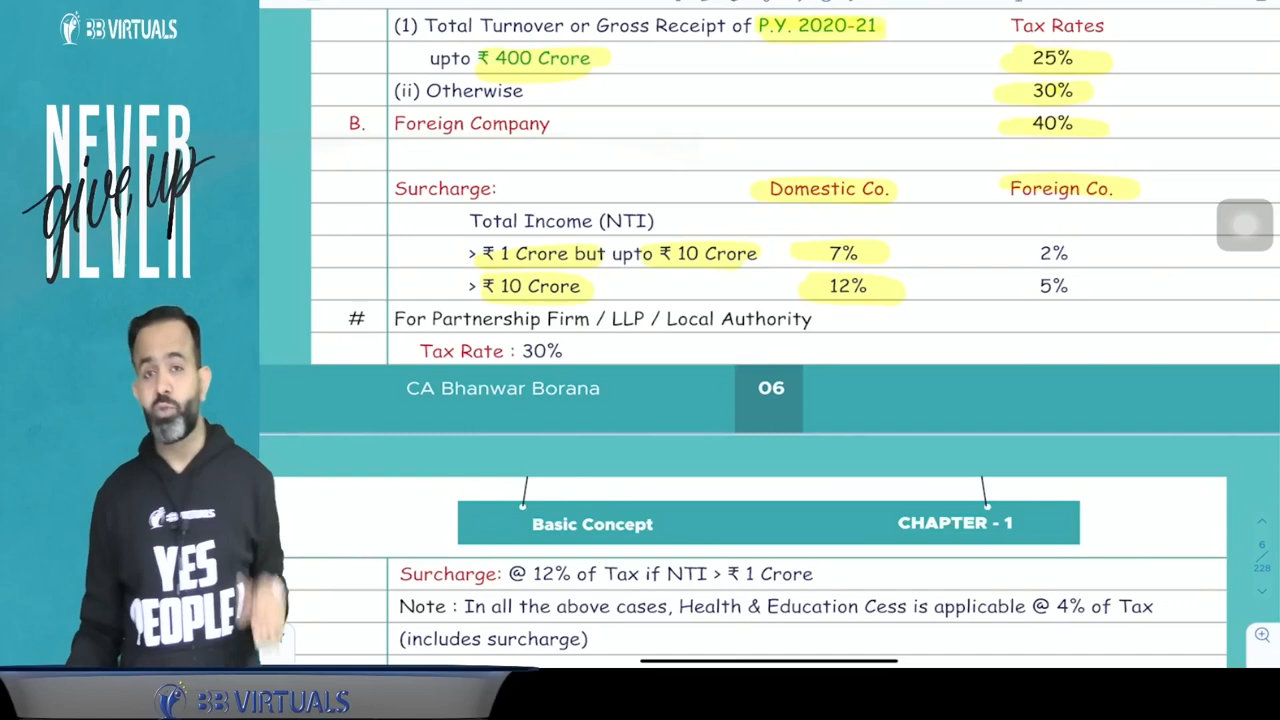 BB VIRTUALS
NEVER
give up
NEVER
(1) Total Turnover or Gross Receipt of P.Y. 2020-21 Tax Rates
upto ₹ 400 Crore 25%
(ii) Otherwise 30%
B. Foreign Company 40%
Surcharge: Domestic Co. Foreign Co.
Total Income (NTI)
> ₹ 1 Crore but upto ₹ 10 Crore 7% 2%
> ₹ 10 Crore 12% 5%
# For Partnership Firm / LLP / Local Authority
Tax Rate : 30%
CA Bhanwar Borana 06
Basic Concept CHAPTER - 1
Surcharge: @ 12% of Tax if NTI > ₹ 1 Crore
Note : In all the above cases, Health & Education Cess is applicable @ 4% of Tax
(includes surcharge)
6
228
BB VIRTUALS
YES
PEOPLE!
BB VIRTUALS